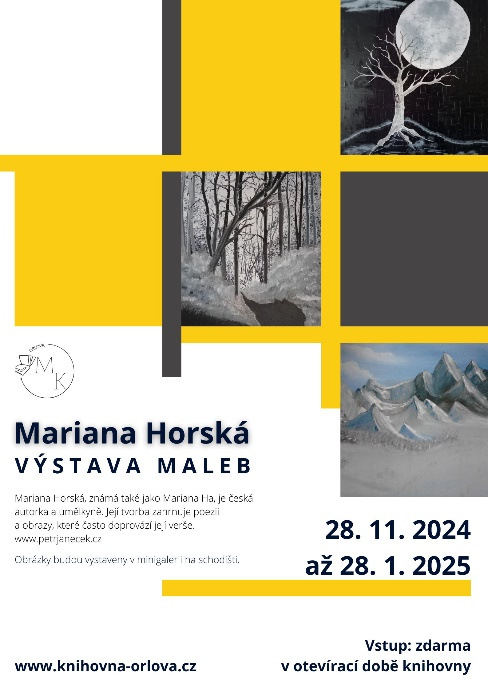 MK
Mariana Horská
VÝSTAVA MALEB
Mariana Horská, známá také jako Mariana Ha, je česká
autorka a umělkyně. Její tvorba zahrnuje poezii
a obrazy, které často doprovází její verše.
www.petrjanecek.cz
Obrázky budou vystaveny v minigalerii na schodišti.
28. 11. 2024
až 28. 1. 2025
Vstup: zdarma
www.knihovna-orlova.cz
v otevírací době knihovny